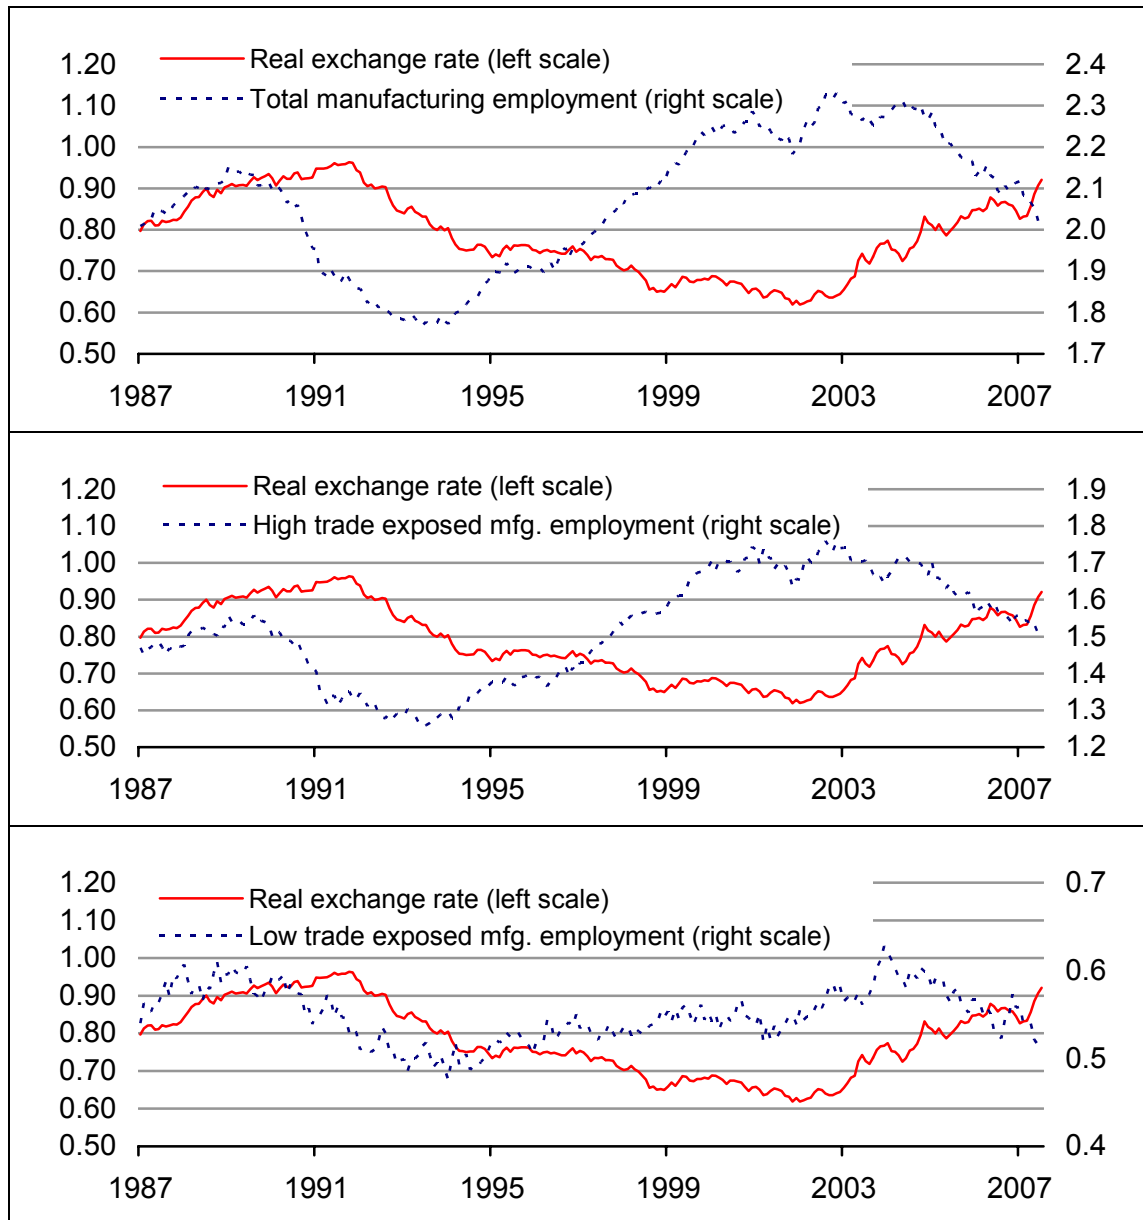 Real exchange rate (left scale)
Total manufacturing employment (right scale)
1.20 2.4
1.10 2.3
1.00 2.2
0.90 2.1
0.80 2.0
0.70 1.9
0.60 1.8
0.50 1.7
1987 1991 1995 1999 2003 2007
Real exchange rate (left scale)
High trade exposed mfg. employment (right scale)
1.20 1.9
1.10 1.8
1.00 1.7
0.90 1.6
0.80 1.5
0.70 1.4
0.60 1.3
0.50 1.2
1987 1991 1995 1999 2003 2007
Real exchange rate (left scale)
Low trade exposed mfg. employment (right scale)
1.20 0.7
1.10
1.00 0.6
0.90
0.80
0.70 0.5
0.60
0.50 0.4
1987 1991 1995 1999 2003 2007